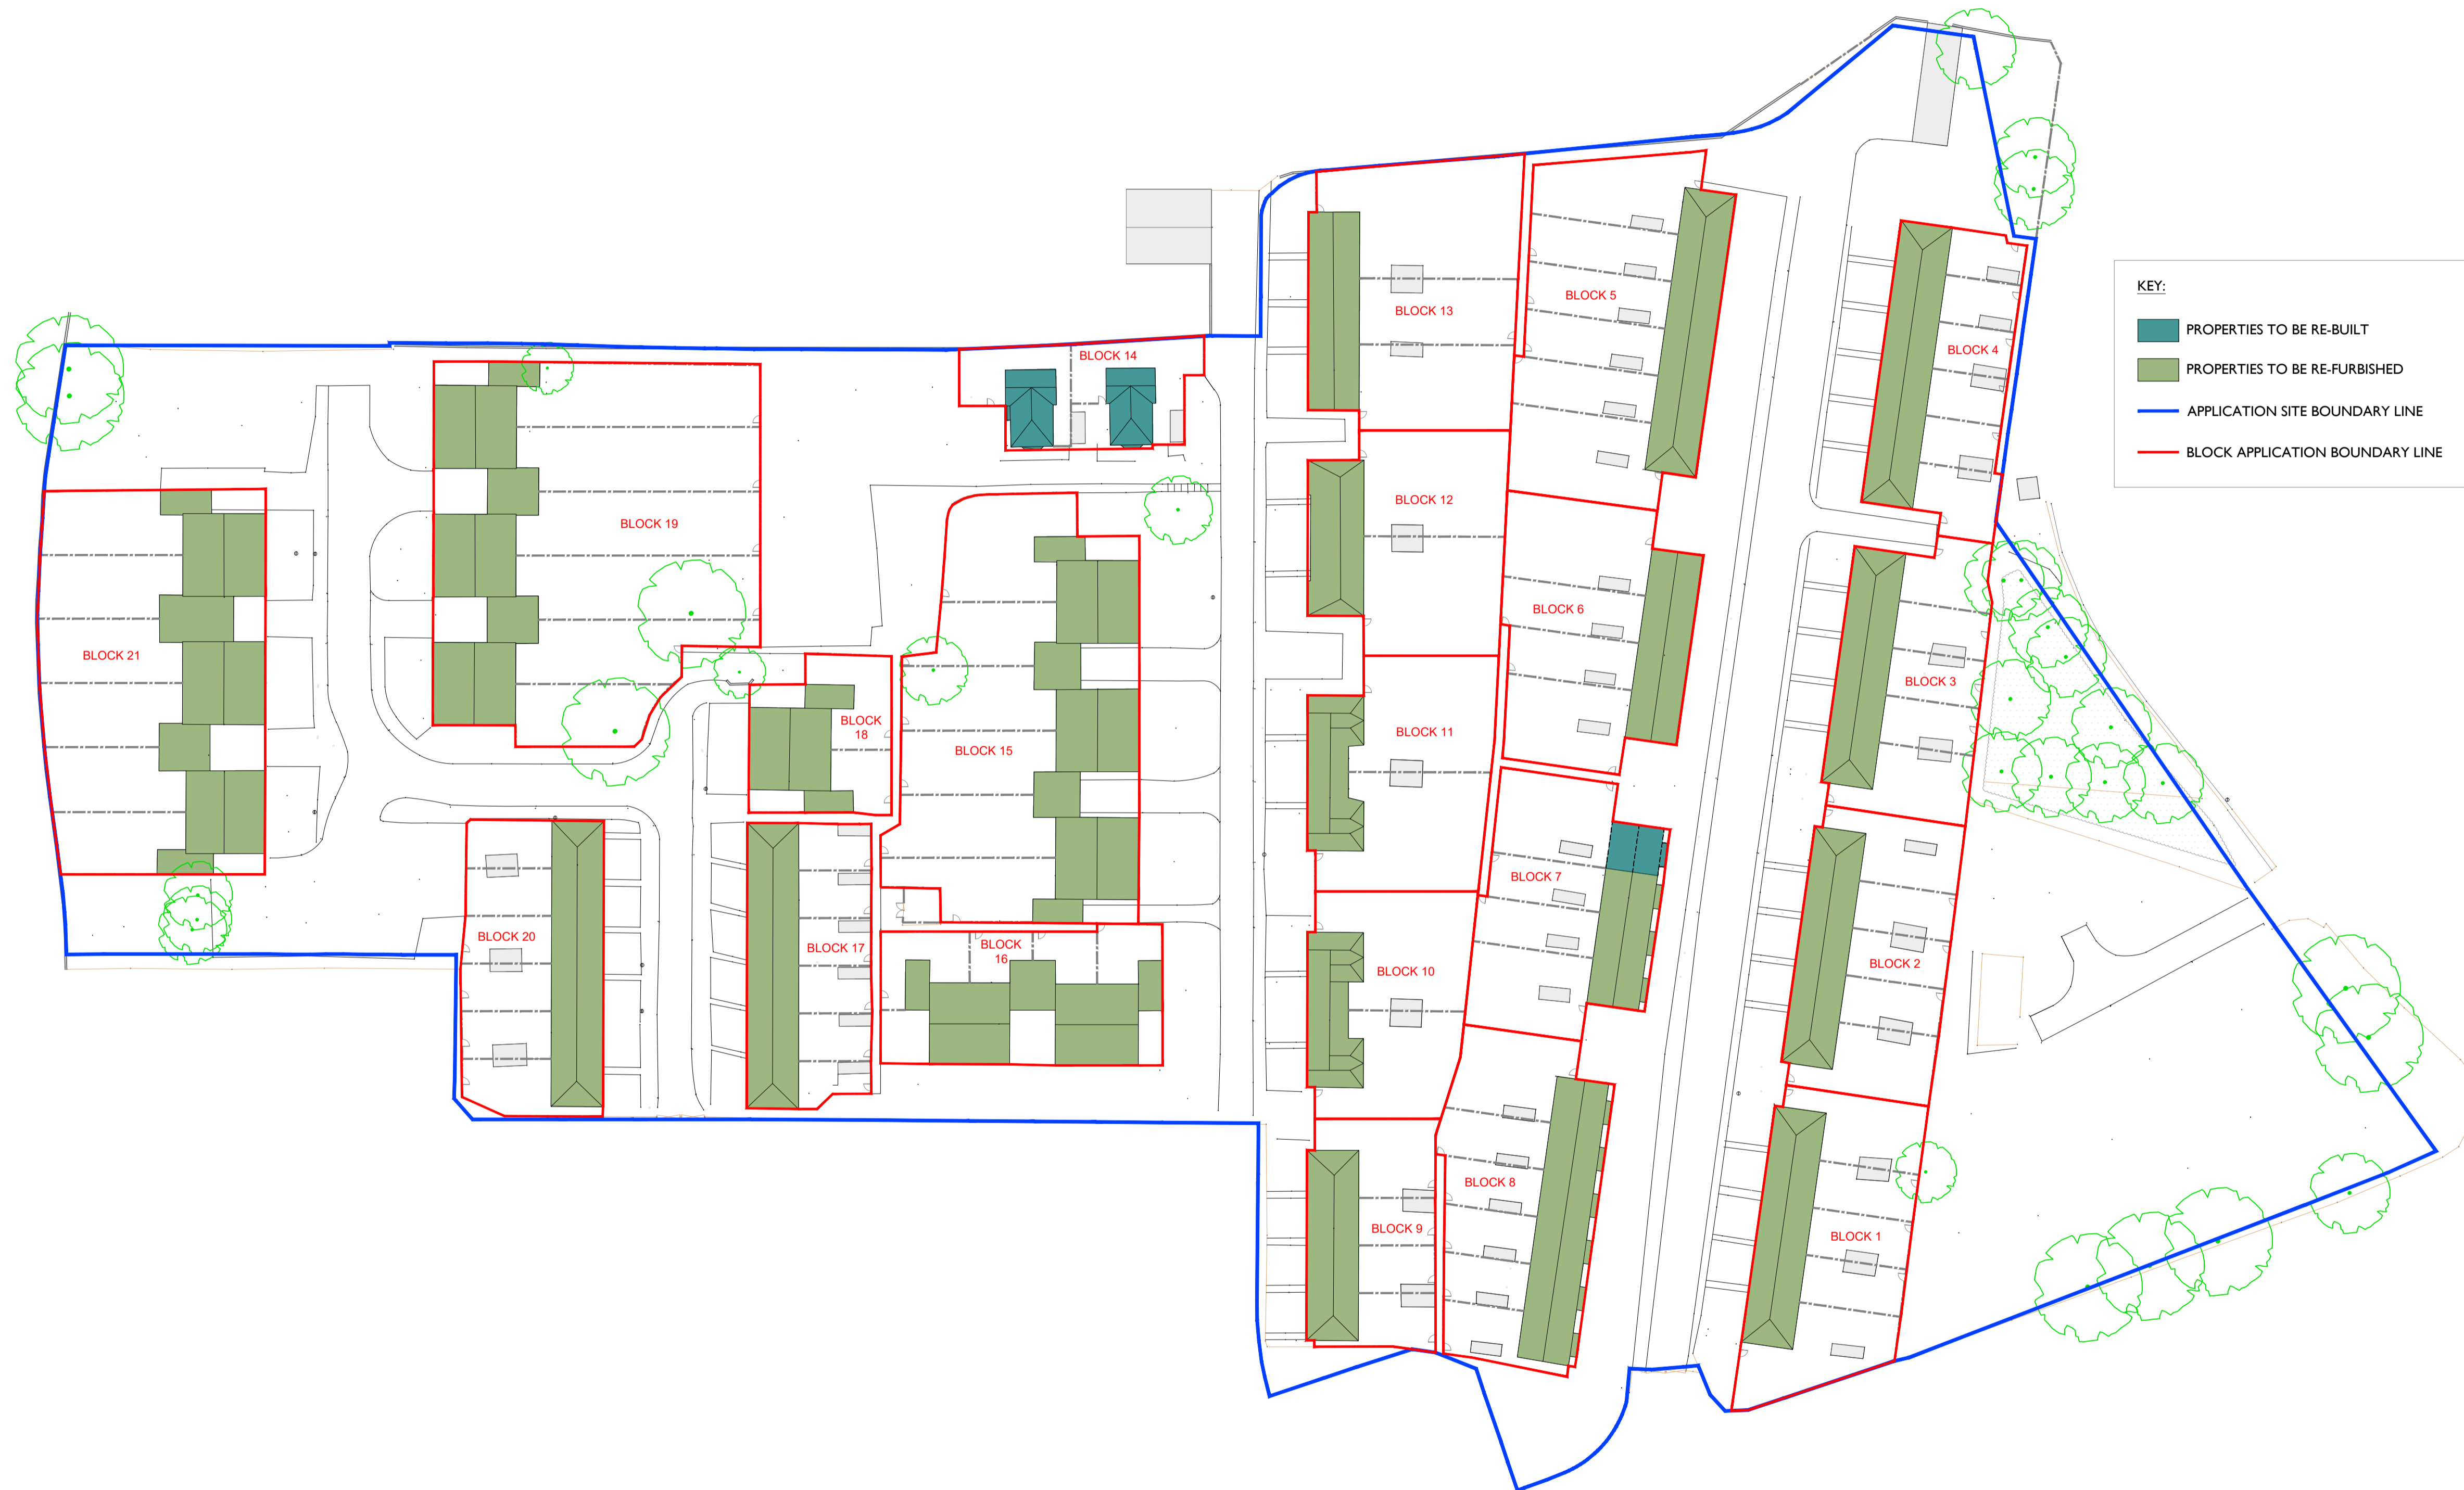 BLOCK 5
BLOCK 13
BLOCK 4
BLOCK 14
BLOCK 12
BLOCK 19
BLOCK 6
BLOCK 21
BLOCK 3
BLOCK
18
BLOCK 11
BLOCK 15
BLOCK 7
BLOCK 20
BLOCK 17
BLOCK
16
BLOCK 10
BLOCK 2
BLOCK 8
BLOCK 9
BLOCK 1
KEY:
PROPERTIES TO BE RE-BUILT
PROPERTIES TO BE RE-FURBISHED
APPLICATION SITE BOUNDARY LINE
BLOCK APPLICATION BOUNDARY LINE